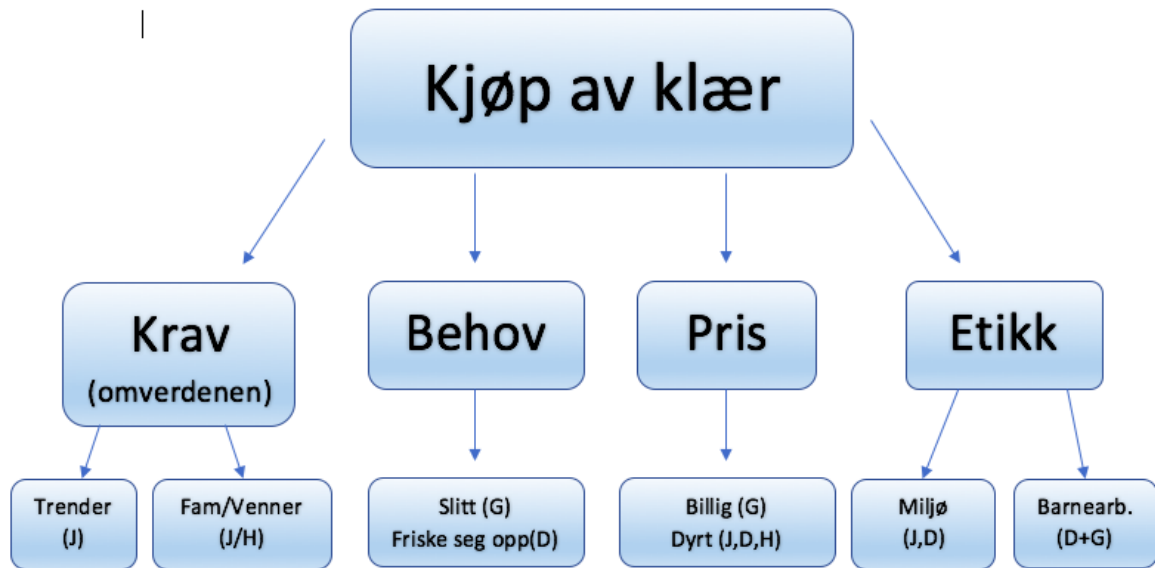 Kjøp av klær
Krav
(omverdenen)
Behov
Pris
Etikk
Trender
(J)
Fam/Venner
(J/H)
Slitt (G)
Friske seg opp(D)
Billig (G)
Dyrt (J,D,H)
Miljø
(J,D)
Barnearb.
(D+G)